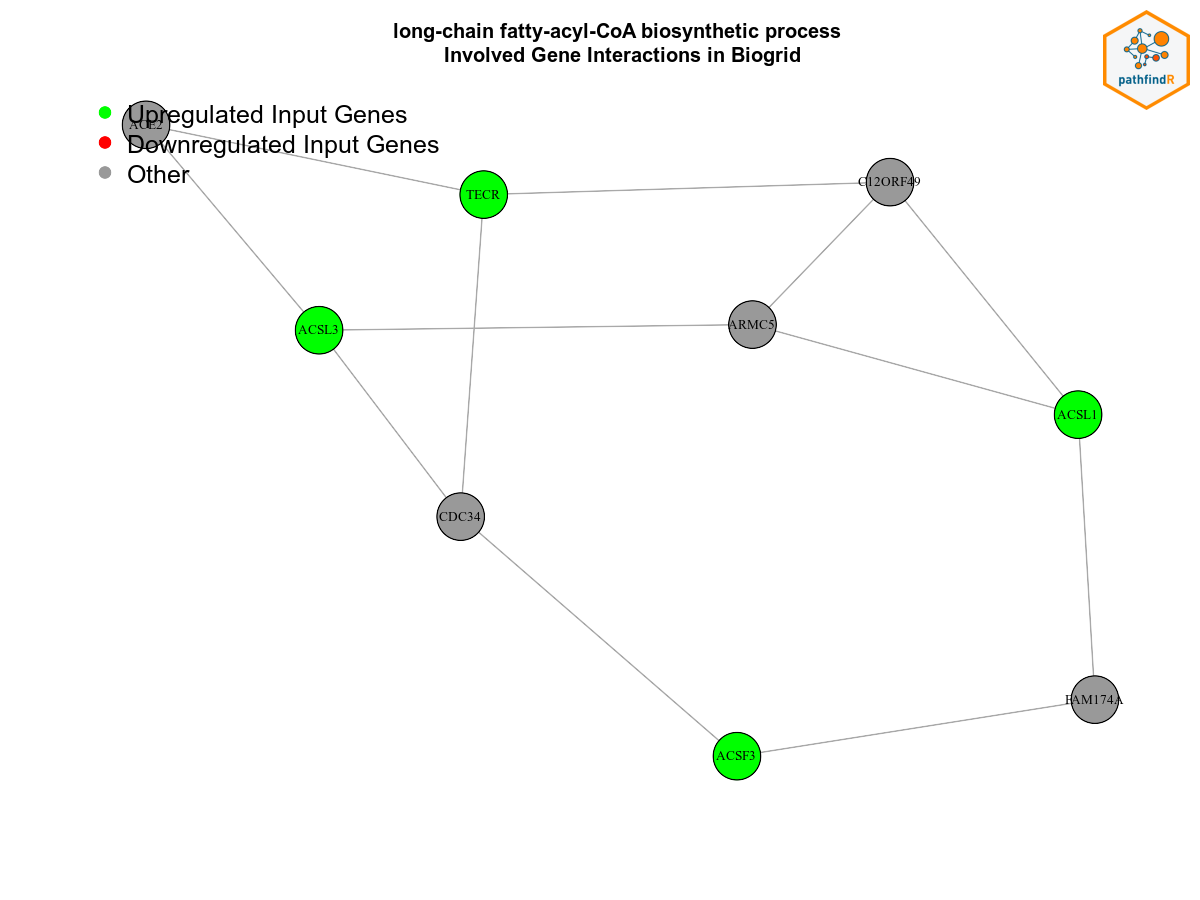 long-chain fatty-acyl-CoA biosynthetic process
Involved Gene Interactions in Biogrid
pathfindR
Upregulated Input Genes
ACE2
Downregulated Input Genes
Other
TECR
C12ORF49
ACSL3
ARMC5
ACSL1
CDC34
FAM174A
ACSF3